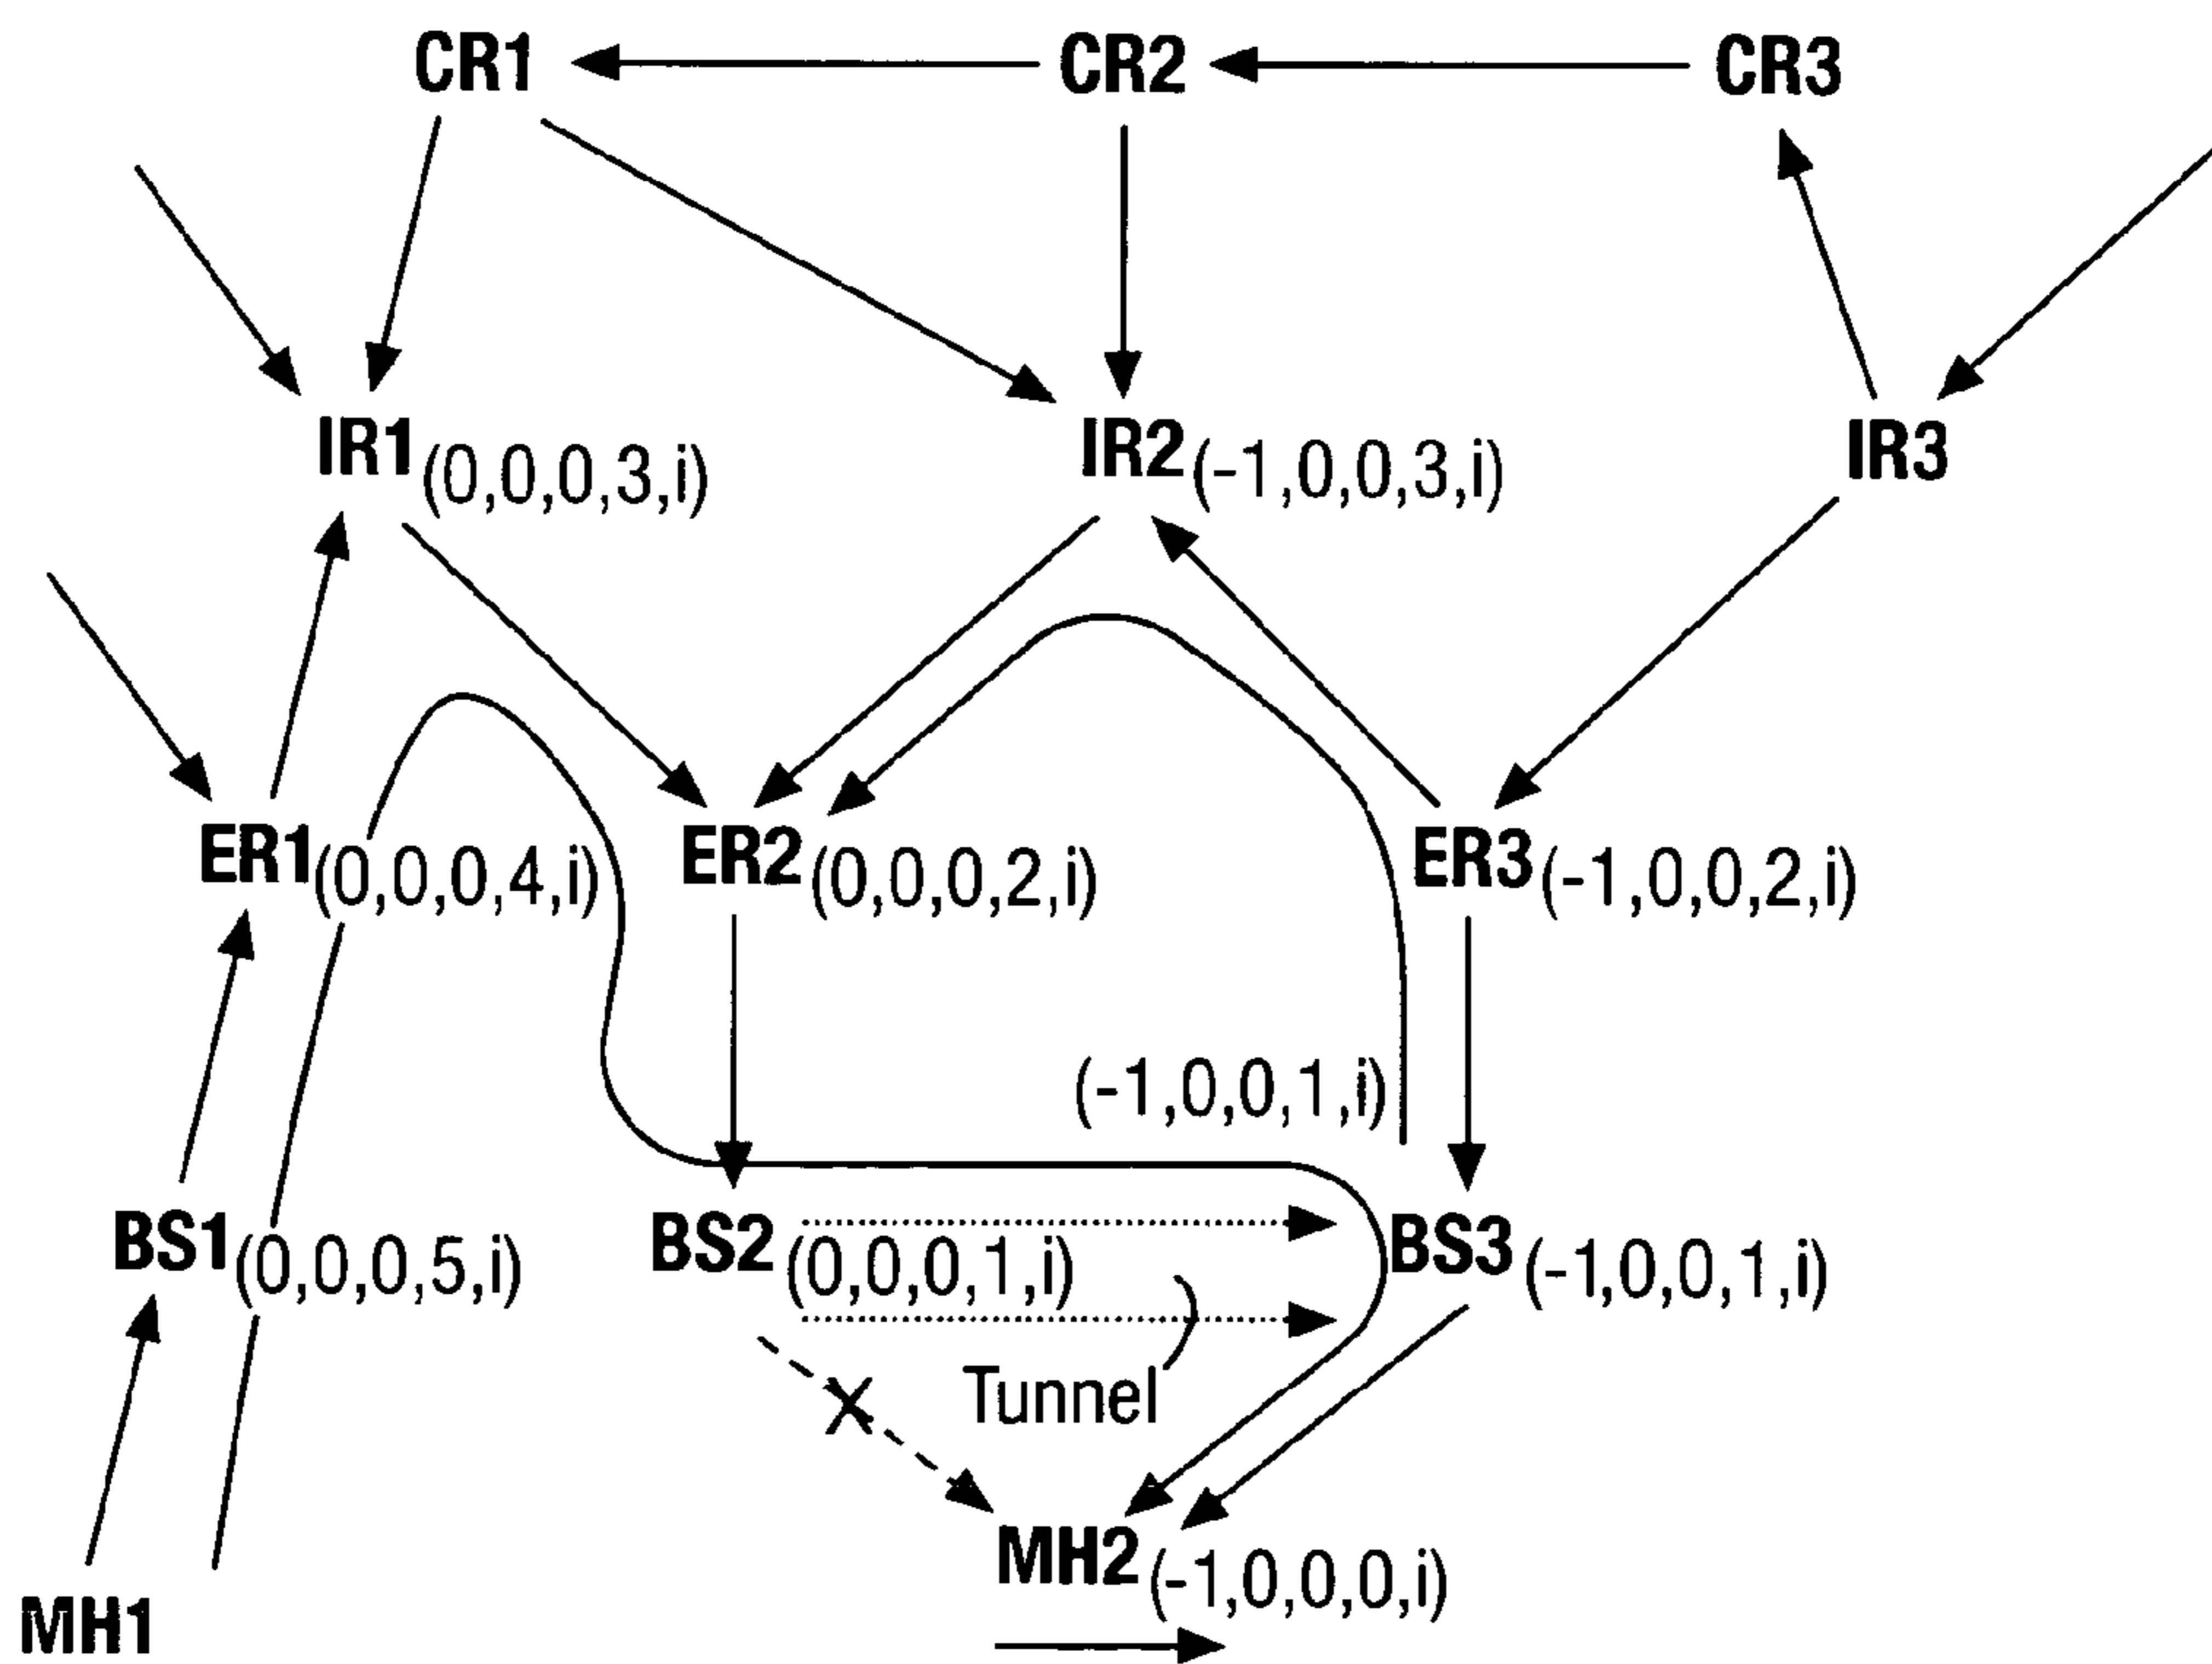 CR1 CR2 CR3
IR1(0,0,0,3,i) IR2(-1,0,0,3,i) IR3
ER1(0,0,0,4,i) ER2(0,0,0,2,i) ER3(-1,0,0,2,i)
(-1,0,0,1,i)
BS1(0,0,0,5,i) BS2(0,0,0,1,i) BS3(-1,0,0,1,i)
X Tunnel
MH2(-1,0,0,0,i)
MH1